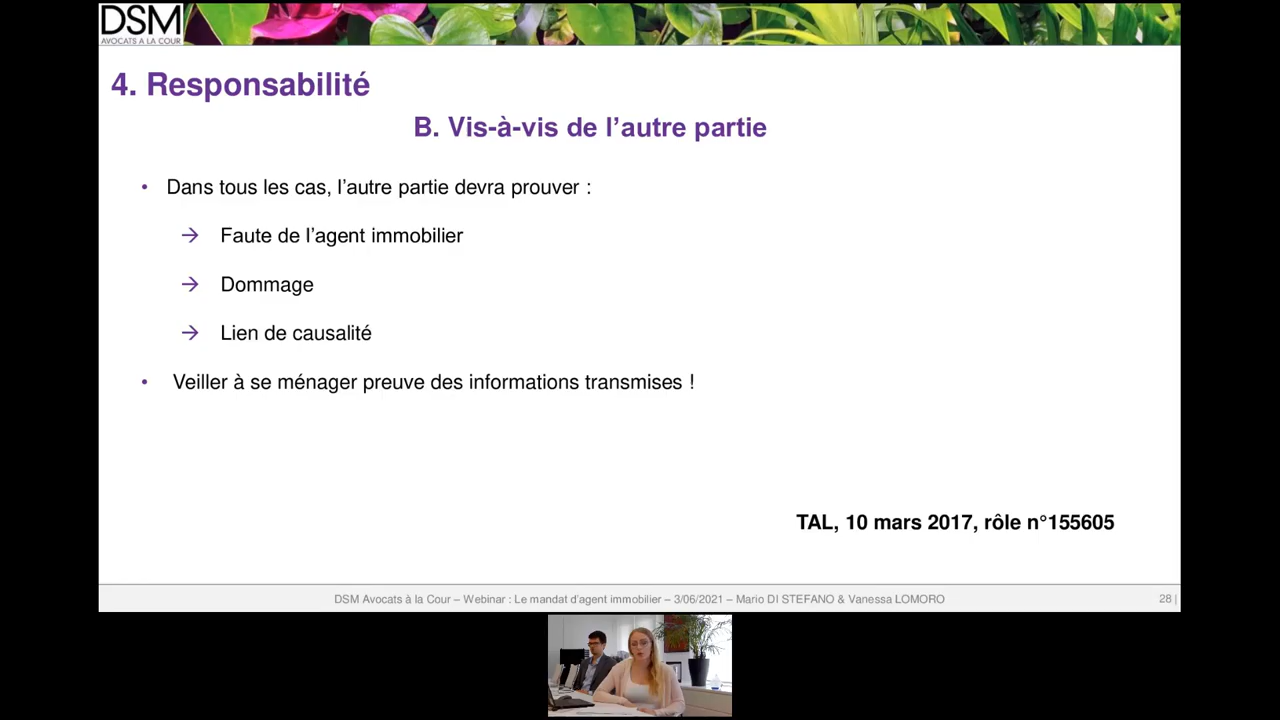 DSM
AVOCATS A LA COUR
4. Responsabilité
B. Vis-à-vis de l’autre partie
• Dans tous les cas, l’autre partie devra prouver :
→ Faute de l’agent immobilier
→ Dommage
→ Lien de causalité
• Veiller à se ménager preuve des informations transmises !
TAL, 10 mars 2017, rôle n°155605
DSM Avocats à la Cour – Webinar : Le mandat d’agent immobilier – 3/06/2021 – Mario DI STEFANO & Vanessa LOMORO
28 |